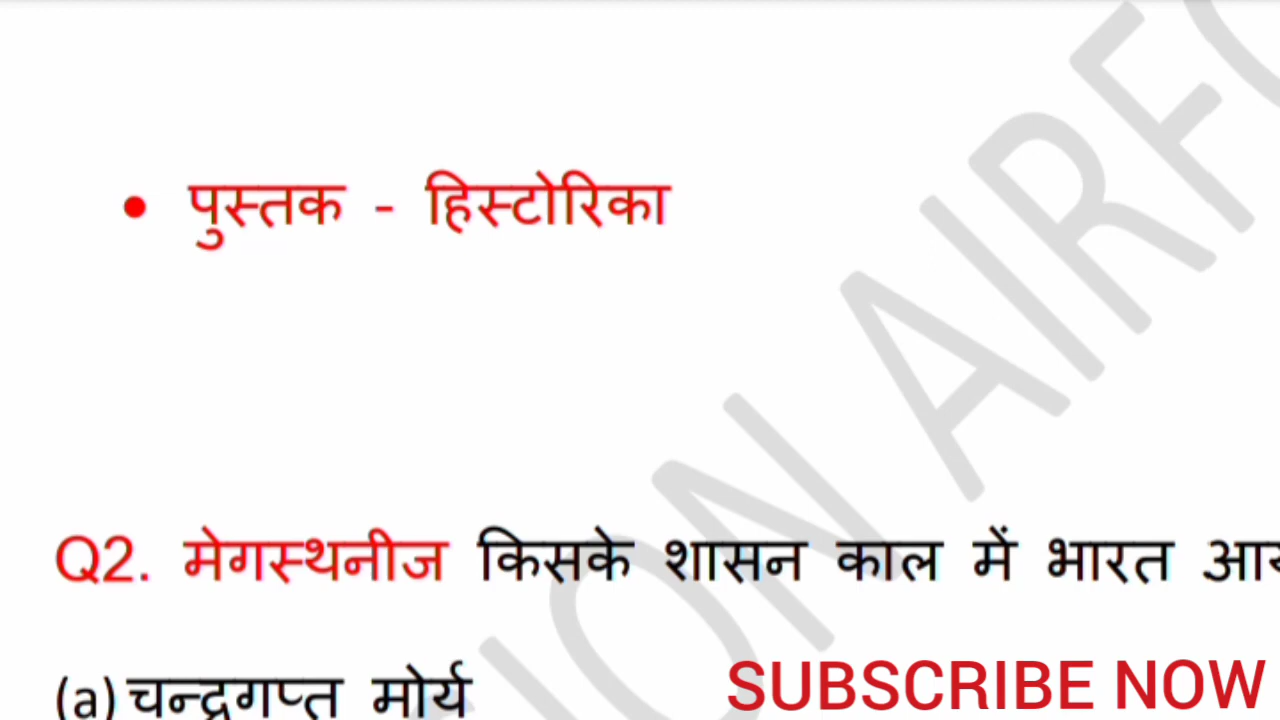 • पुस्तक - हिस्टोरिका
Q2. मेगस्थनीज किसके शासन काल में भारत
(a) चन्द्रगप्त मोर्य
SUBSCRIBE NOW